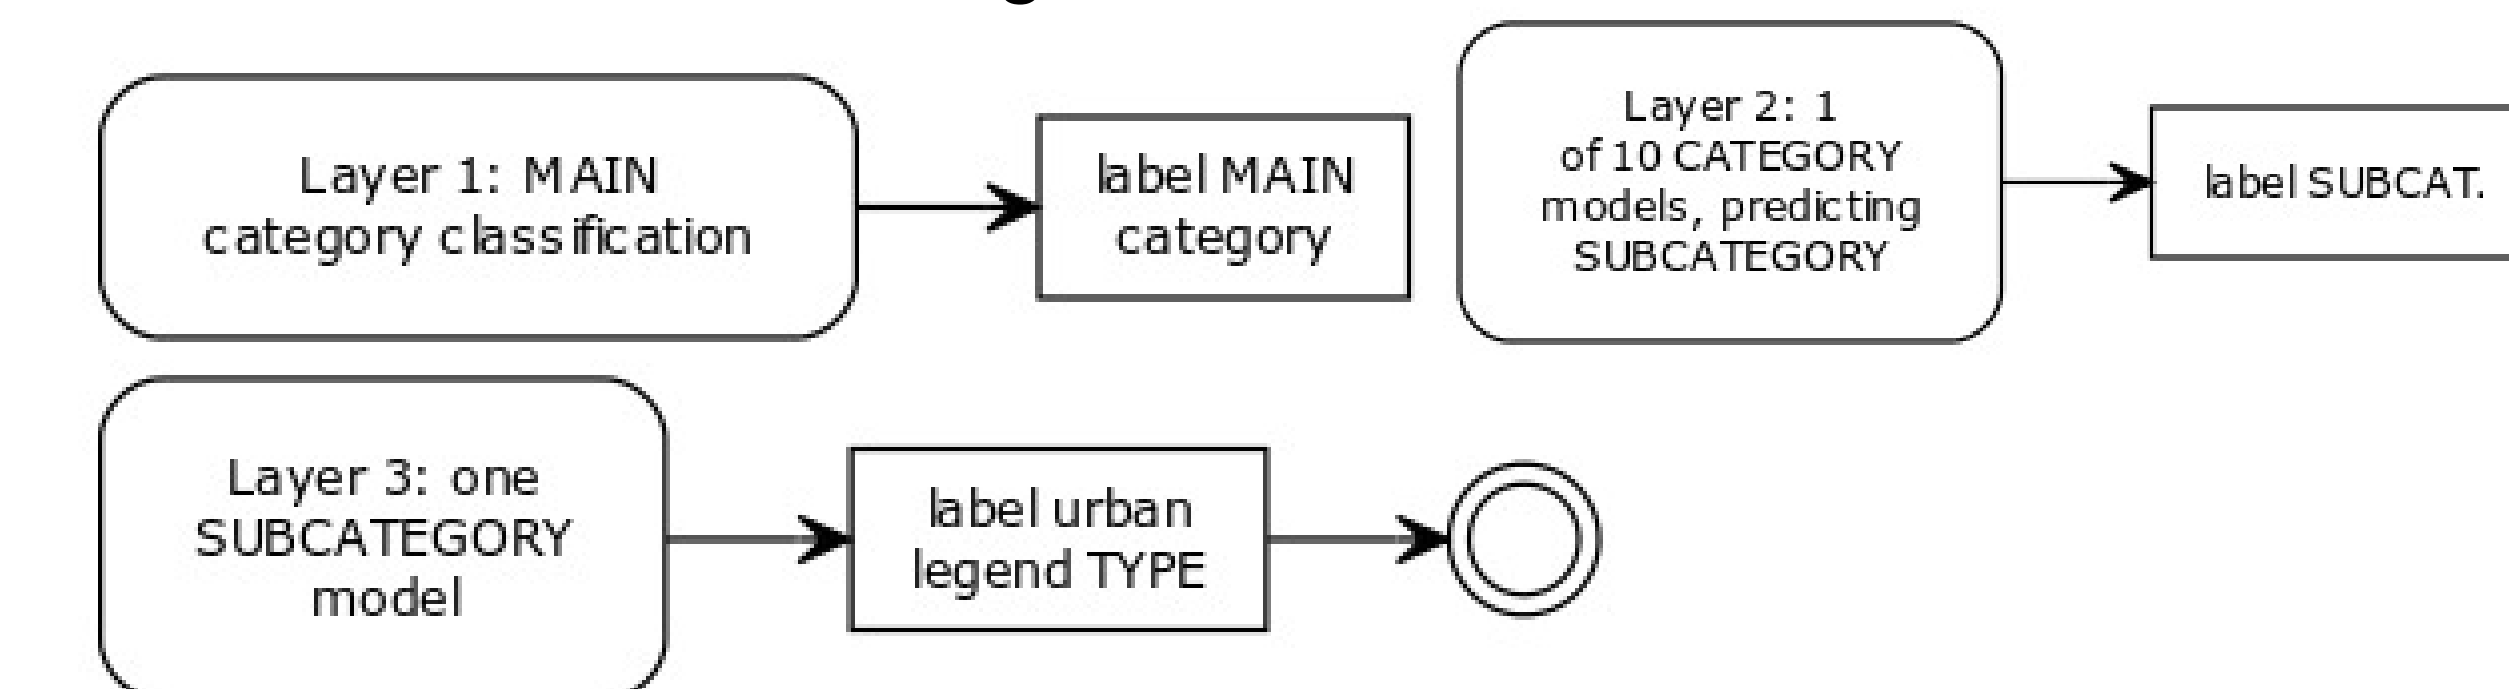 Layer 1: MAIN
category classification
label MAIN
category
Layer 2: 1
of 10 CATEGORY
models, predicting
SUBCATEGORY
label SUBCAT.
Layer 3: one
SUBCATEGORY
model
label urban
legend TYPE